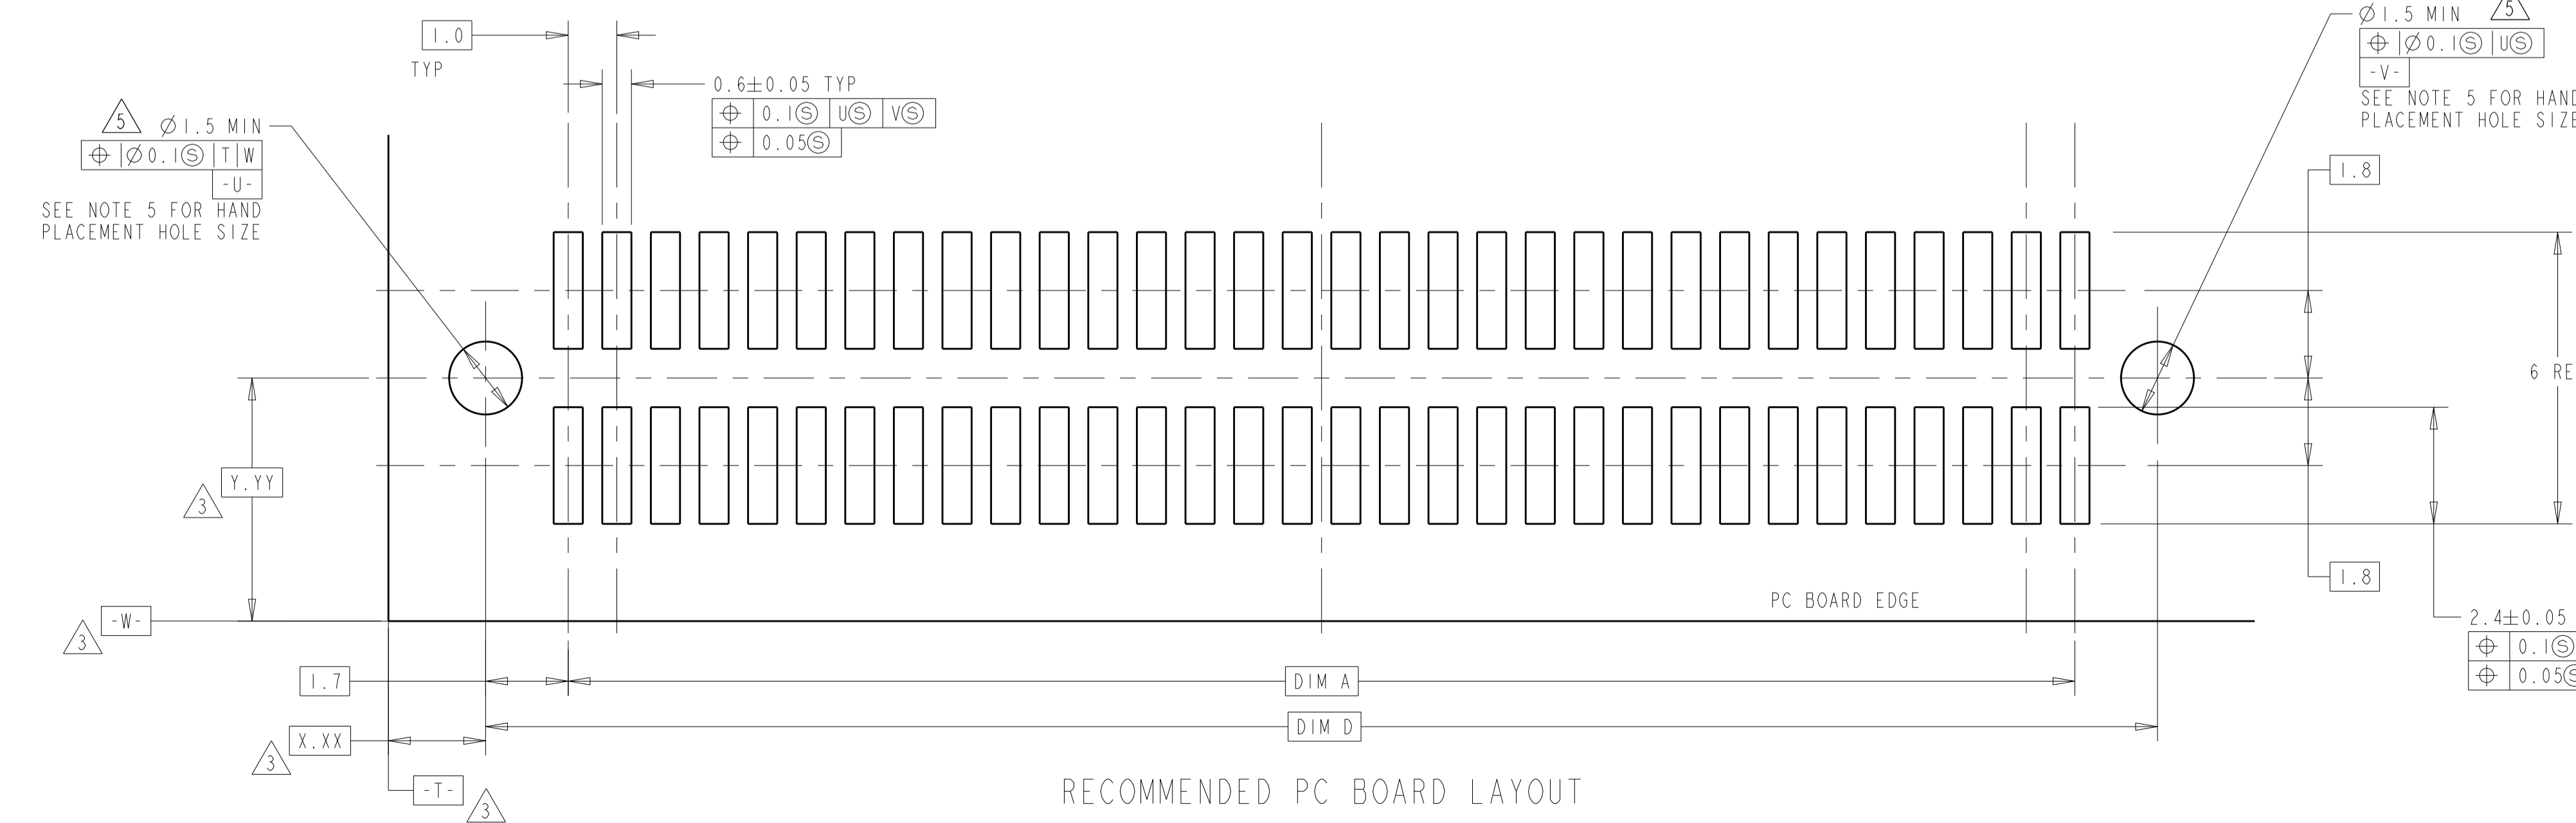 1.0
TYP
0.6±0.05 TYP
⌖ 0.1Ⓢ UⓈ VⓈ
⌖ 0.05Ⓢ
5 Ø1.5 MIN
⌖ Ø0.1Ⓢ T W
-U-
SEE NOTE 5 FOR HAND
PLACEMENT HOLE SIZE
Ø1.5 MIN 5
⌖ Ø0.1Ⓢ UⓈ
-V-
SEE NOTE 5 FOR HAND
PLACEMENT HOLE SIZE
1.8
6 RE
Y.YY
3
1.8
PC BOARD EDGE
-W-
3
2.4±0.05
⌖ 0.1Ⓢ
⌖ 0.05Ⓢ
1.7
DIM A
DIM D
X.XX
3
-T-
3
RECOMMENDED PC BOARD LAYOUT